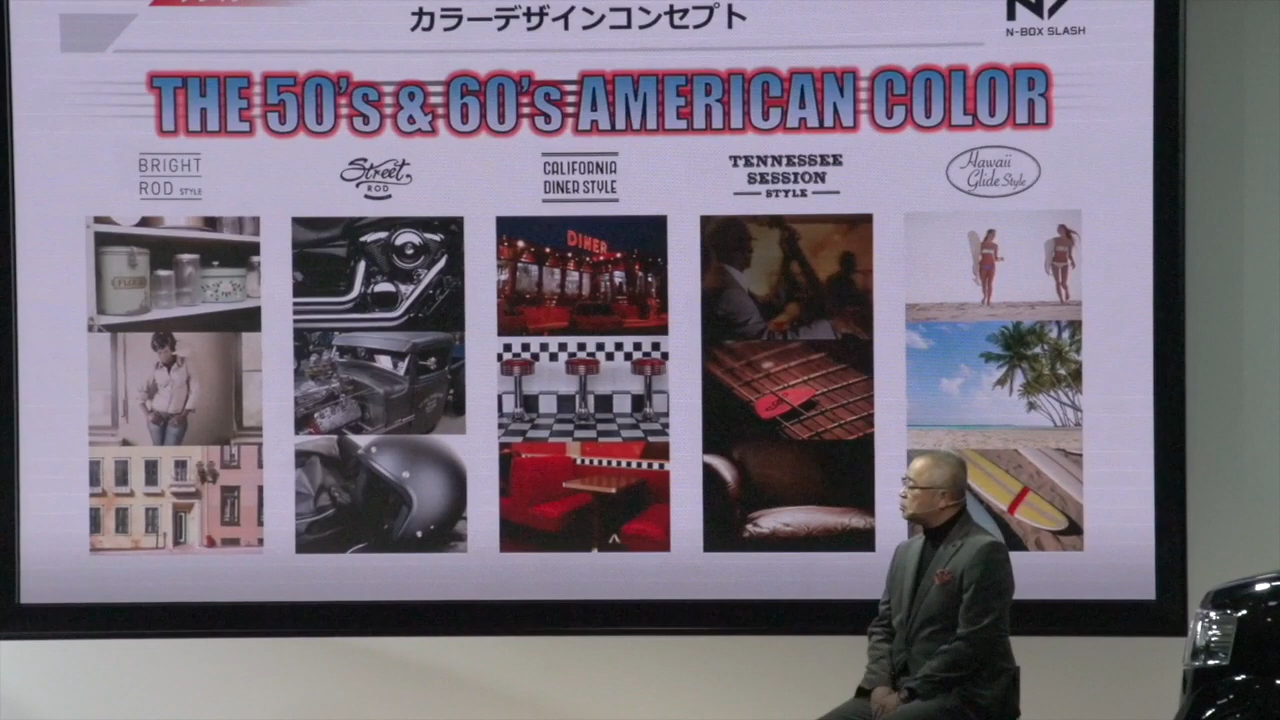 カラーデザインコンセプト
N-BOX SLASH
THE 50's & 60's AMERICAN COLOR
BRIGHT
ROD STYLE
Street
ROD
CALIFORNIA
DINER STYLE
TENNESSEE
SESSION
STYLE
Hawaii
Glide Style
FLOUR
DINER